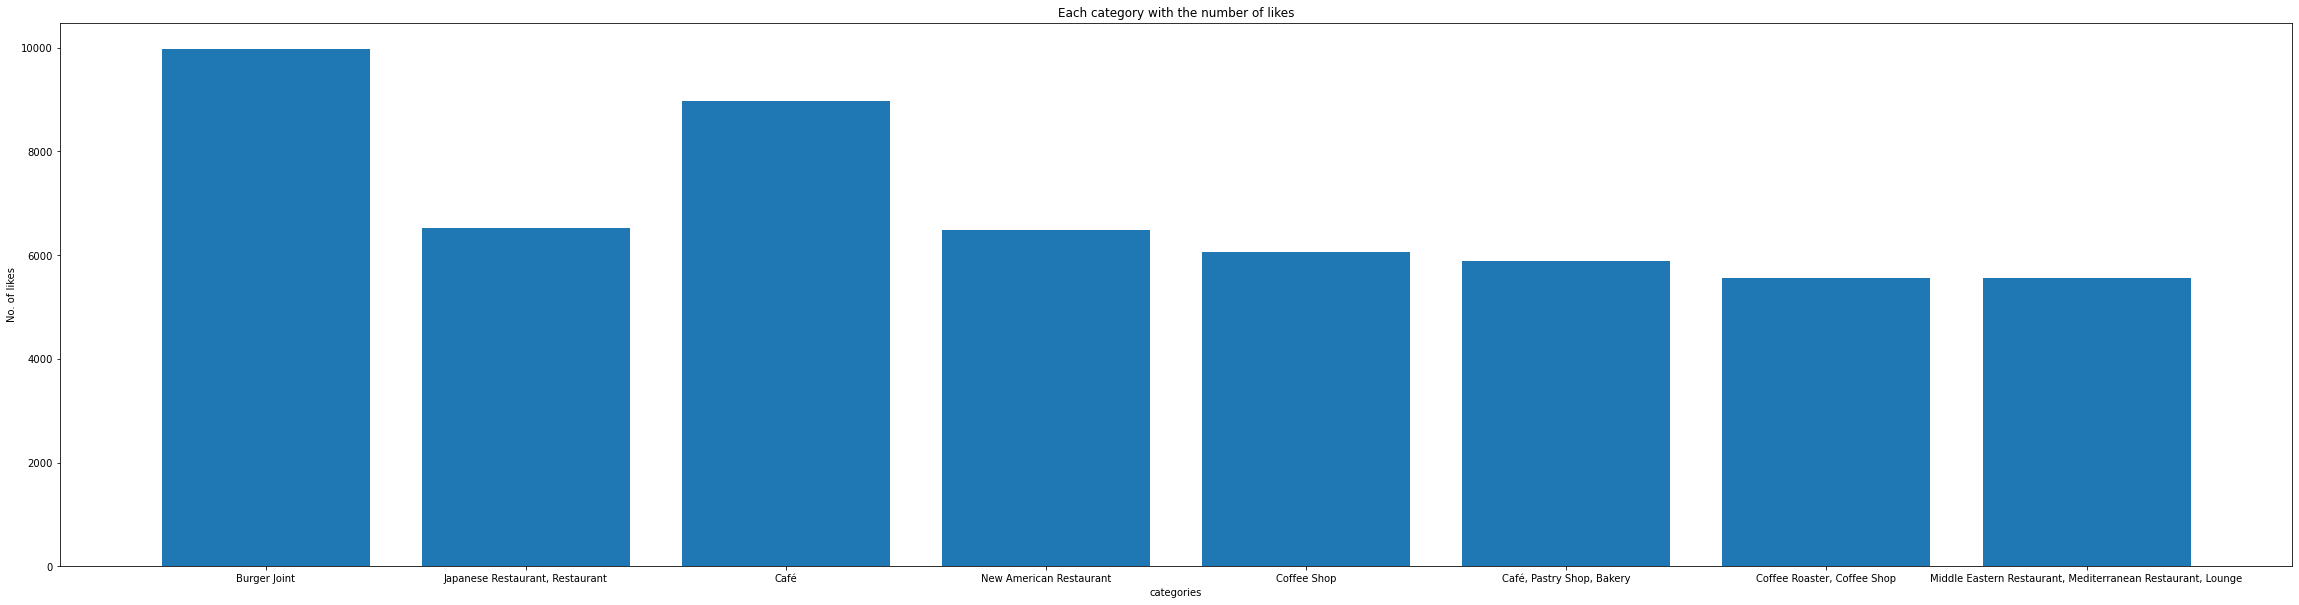 Each category with the number of likes
10000
8000
6000
4000
2000
0
No. of likes
Burger Joint
Japanese Restaurant, Restaurant
Café
New American Restaurant
Coffee Shop
Café, Pastry Shop, Bakery
Coffee Roaster, Coffee Shop
Middle Eastern Restaurant, Mediterranean Restaurant, Lounge
categories